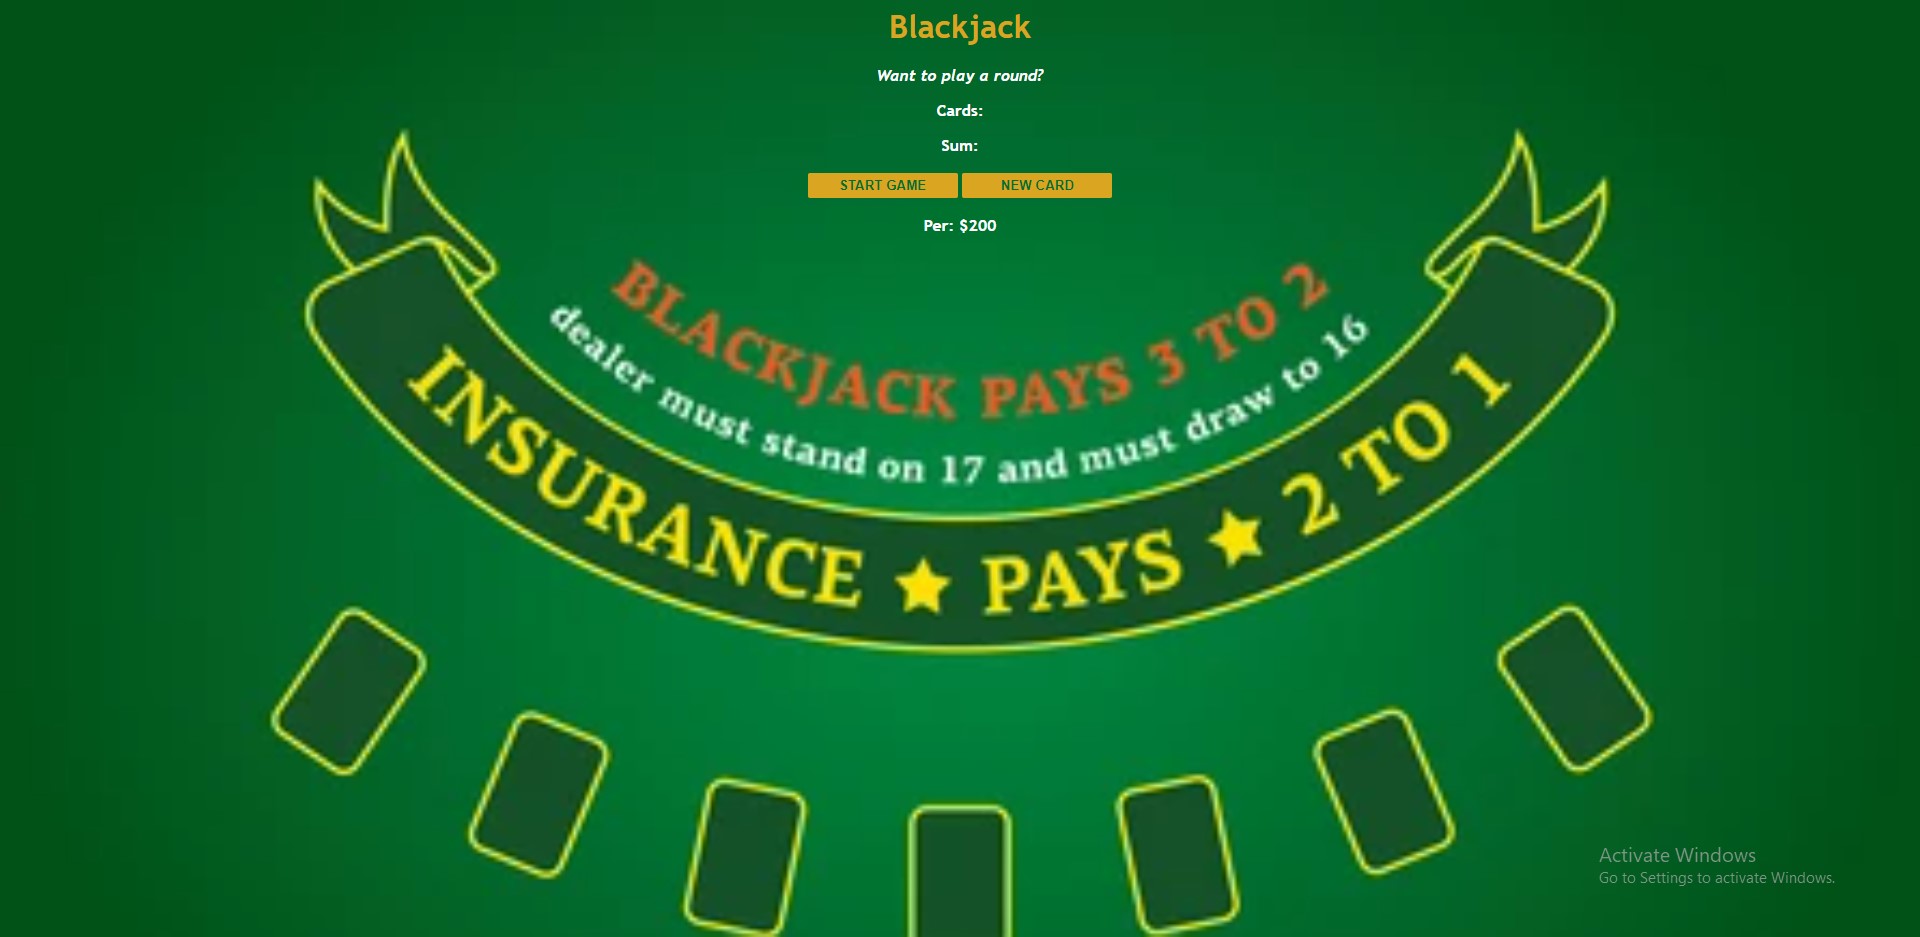 Blackjack
Want to play a round?
Cards:
Sum:
START GAME
NEW CARD
Per: $200
BLACKJACK PAYS 3 TO 2
dealer must stand on 17 and must draw to 16
INSURANCE ★ PAYS ★ 2 TO 1
Activate Windows
Go to Settings to activate Windows.